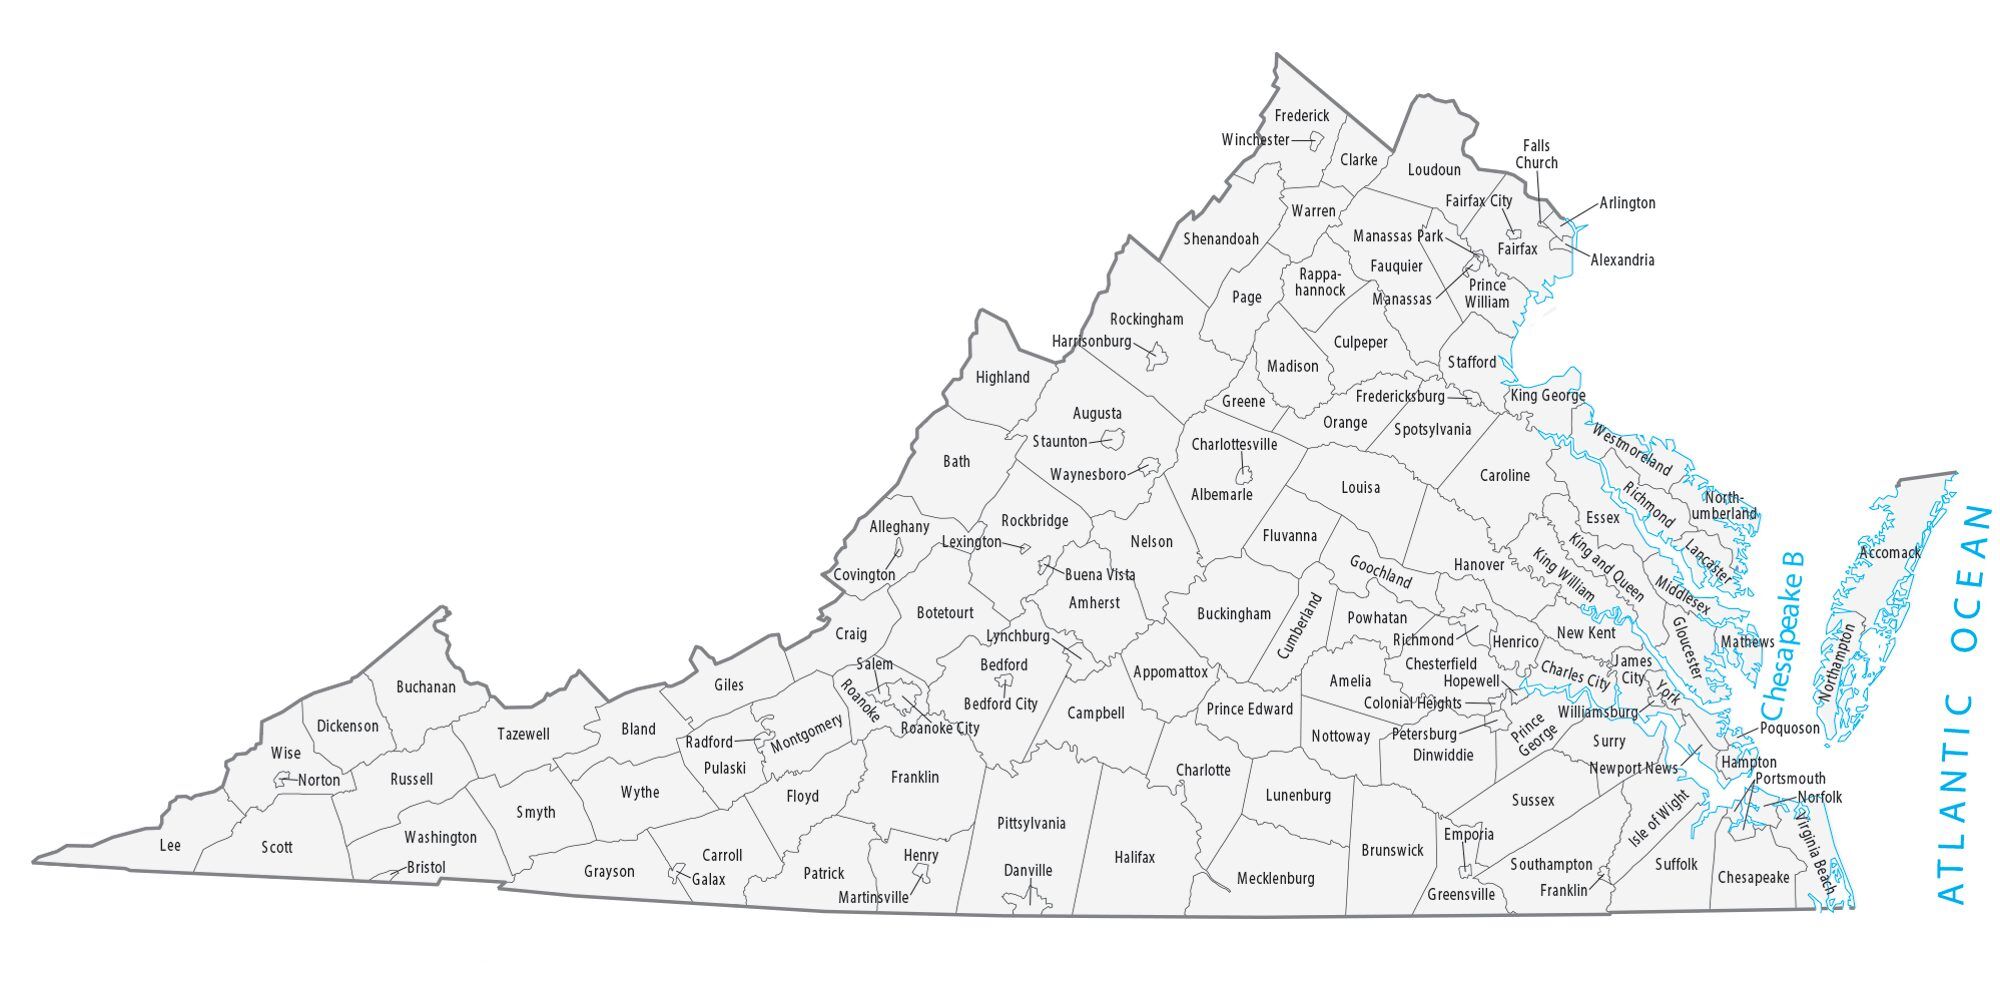 Frederick
Winchester
Clarke
Loudoun
Falls
Church
Fairfax City
Arlington
Warren
Shenandoah
Manassas Park
Fairfax
Alexandria
Fauquier
Rappa-
hannock
Page
Manassas
Prince
William
Rockingham
Harrisonburg
Culpeper
Stafford
Madison
Highland
King George
Fredericksburg
Greene
Augusta
Orange
Spotsylvania
Staunton
Charlottesville
Westmoreland
Bath
Waynesboro
Caroline
Louisa
Albemarle
Richmond
North-
umberland
Essex
Alleghany
Rockbridge
Lexington
Nelson
Fluvanna
Accomack
King and Queen
Lancaster
Hanover
Goochland
King William
Covington
Buena Vista
Middlesex
Chesapeake B
ATLANTIC OCEAN
Amherst
Botetourt
Buckingham
Cumberland
Powhatan
Craig
Lynchburg
Richmond
Henrico
New Kent
Gloucester
Mathews
Northampton
Salem
Bedford
Chesterfield
James
City
Appomattox
Amelia
Hopewell
Charles City
York
Giles
Buchanan
Roanoke
Bedford City
Colonial Heights
Williamsburg
Prince Edward
Campbell
Dickenson
Bland
Tazewell
Roanoke City
Montgomery
Radford
Nottoway
Petersburg
Prince
George
Poquoson
Surry
Dinwiddie
Wise
Pulaski
Newport News
Hampton
Norton
Russell
Franklin
Charlotte
Portsmouth
Wythe
Floyd
Lunenburg
Sussex
Norfolk
Smyth
Isle of Wight
Pittsylvania
Virginia Beach
Washington
Emporia
Lee
Scott
Brunswick
Carroll
Henry
Halifax
Bristol
Southampton
Suffolk
Grayson
Galax
Patrick
Danville
Mecklenburg
Chesapeake
Martinsville
Greensville
Franklin